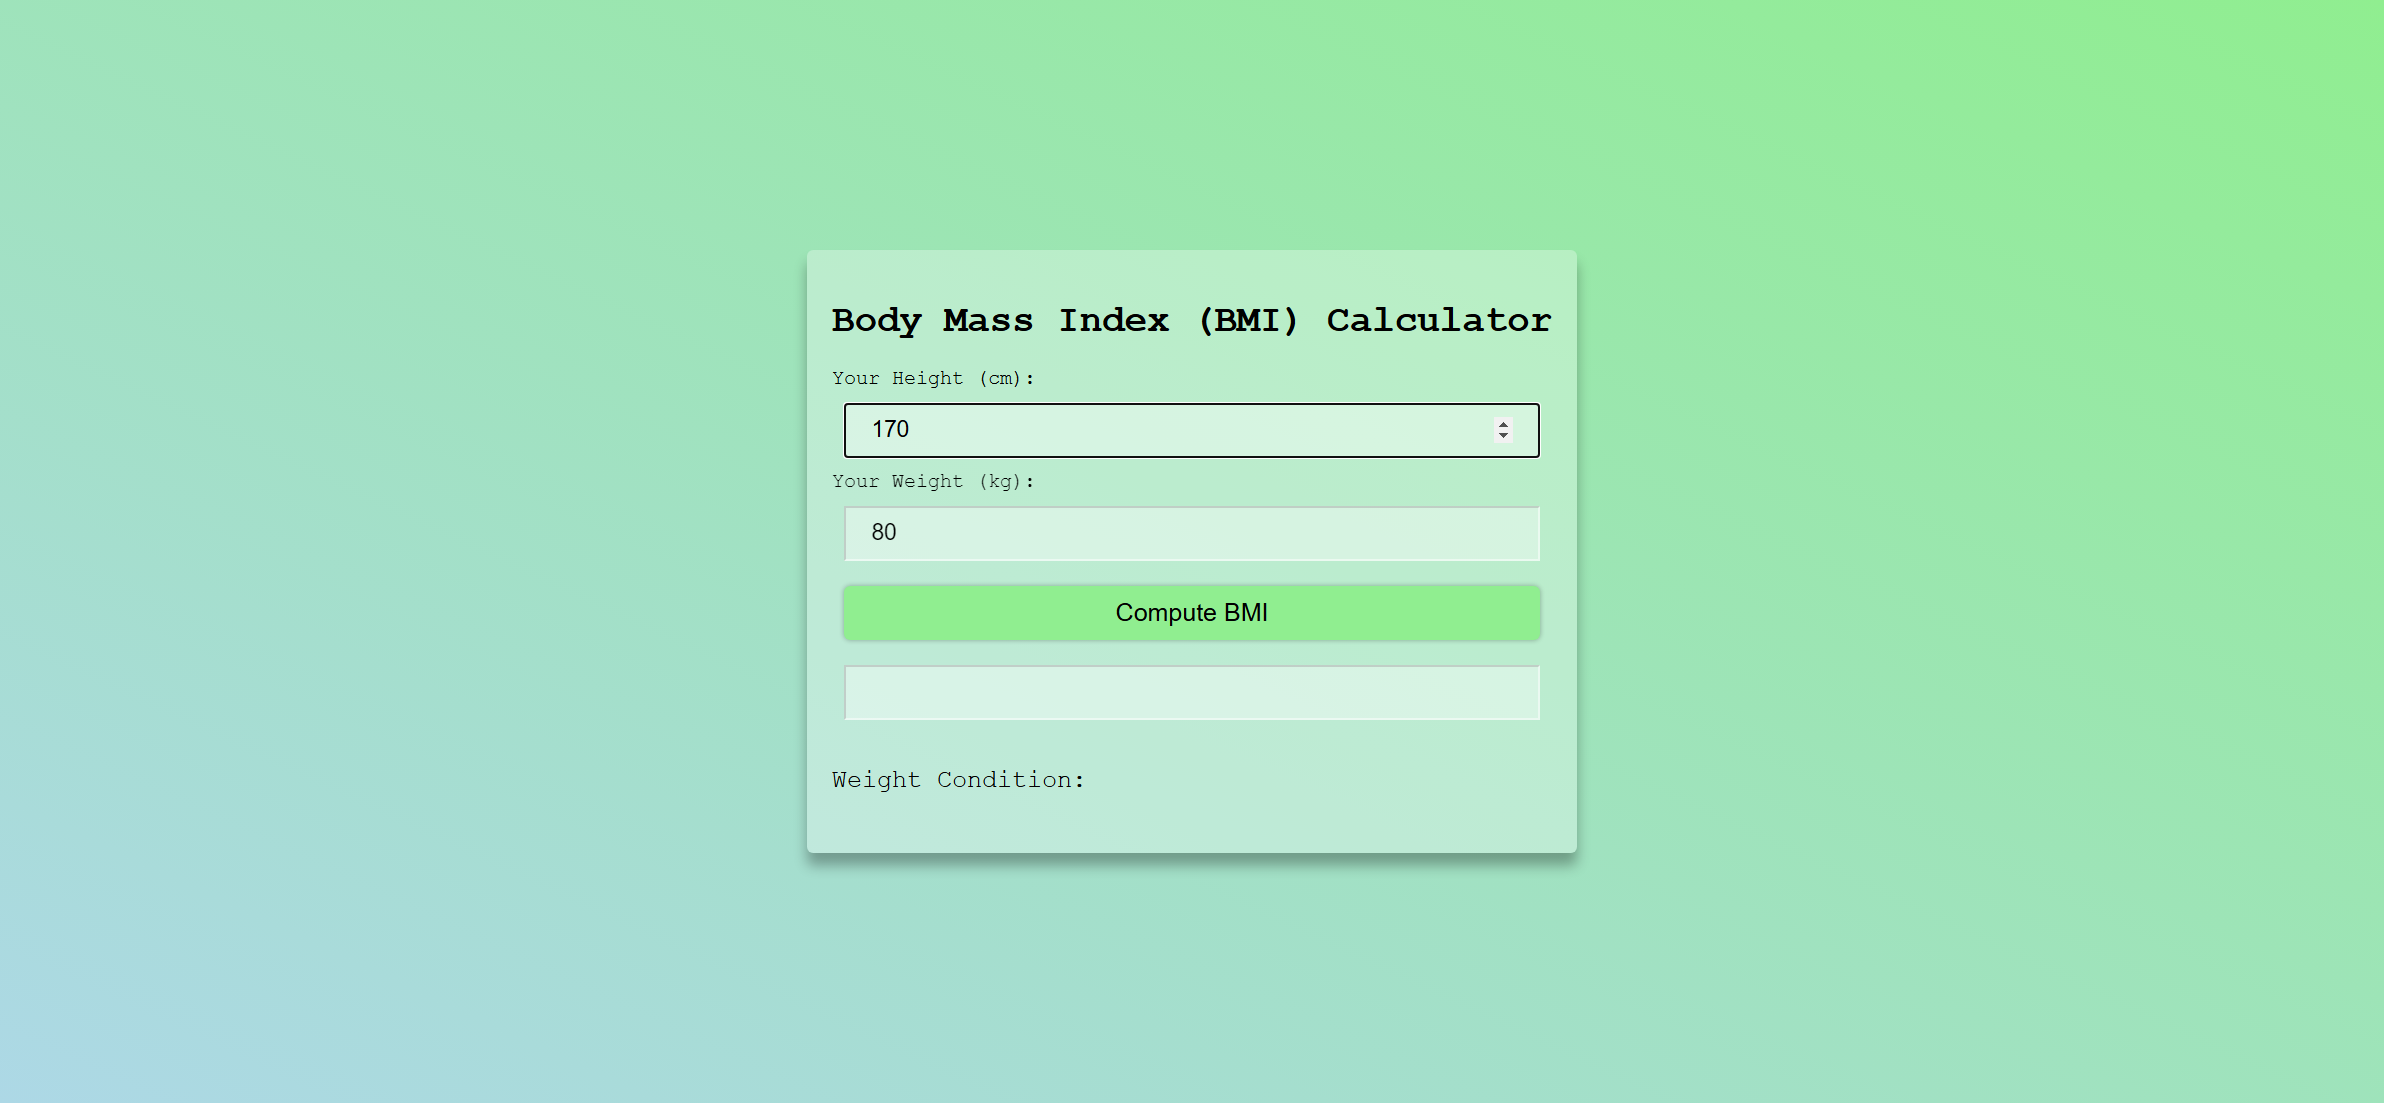 Body Mass Index (BMI) Calculator
Your Height (cm):
170
Your Weight (kg):
80
Compute BMI
Weight Condition: